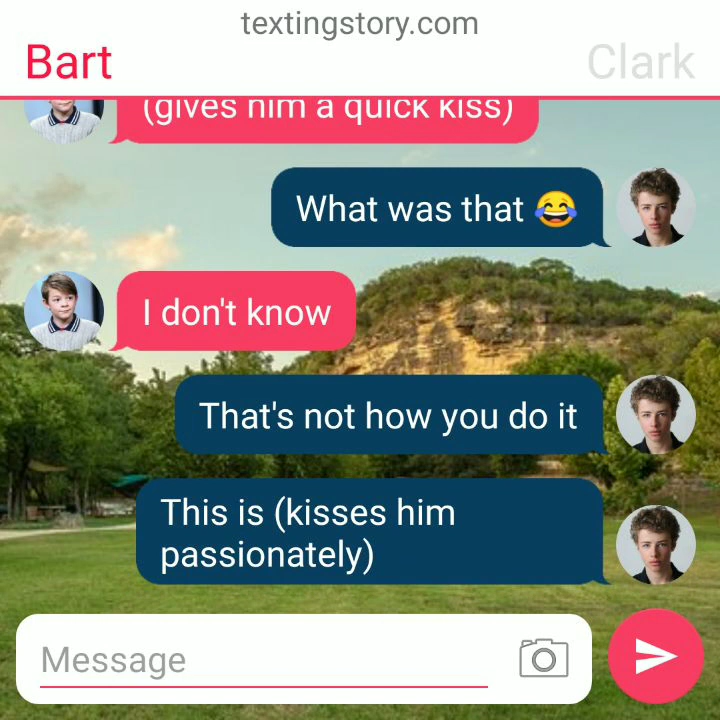 textingstory.com
Bart
Clark
(gives him a quick kiss)
What was that 😂
I don't know
That's not how you do it
This is (kisses him
passionately)
Message